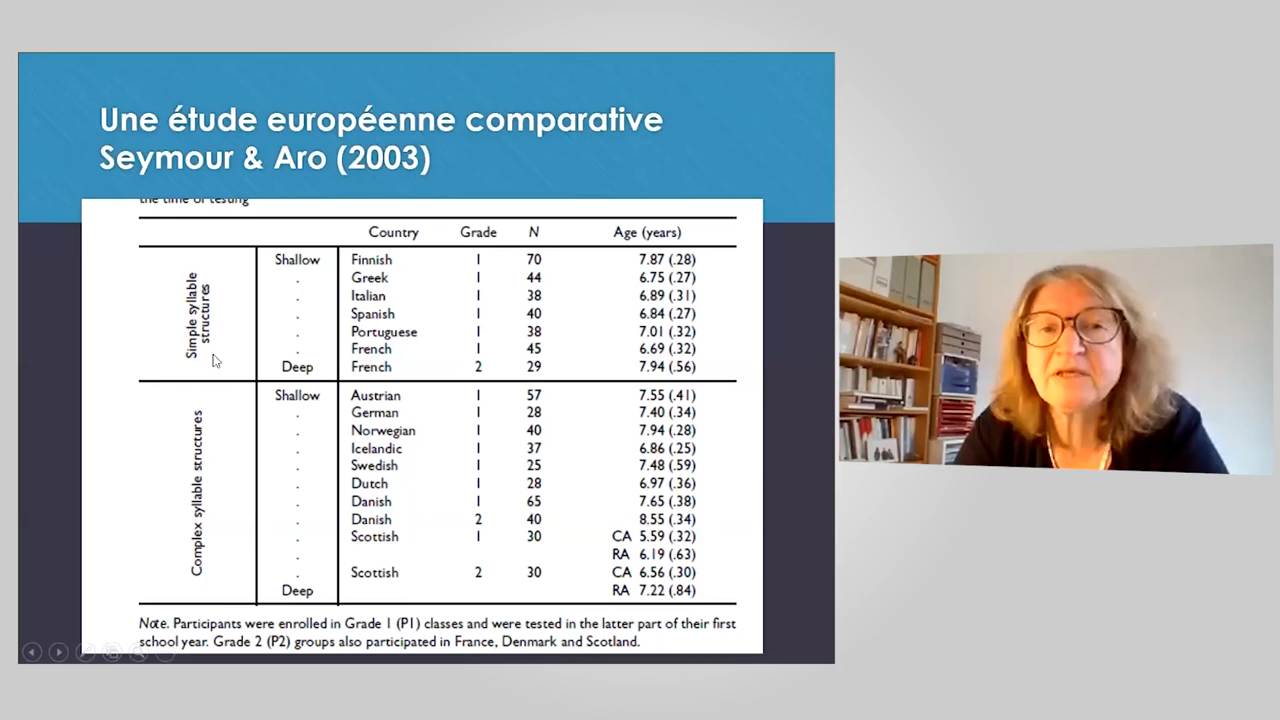 Une étude européenne comparative
Seymour & Aro (2003)
the time of testing
Country Grade N Age (years)
Simple syllable
structures
Shallow Finnish 1 70 7.87 (.28)
. Greek 1 44 6.75 (.27)
. Italian 1 38 6.89 (.31)
. Spanish 1 40 6.84 (.27)
. Portuguese 1 38 7.01 (.32)
. French 1 45 6.69 (.32)
Deep French 2 29 7.94 (.56)
Complex syllable structures
Shallow Austrian 1 57 7.55 (.41)
. German 1 28 7.40 (.34)
. Norwegian 1 40 7.94 (.28)
. Icelandic 1 37 6.86 (.25)
. Swedish 1 25 7.48 (.59)
. Dutch 1 28 6.97 (.36)
. Danish 1 65 7.65 (.38)
. Danish 2 40 8.55 (.34)
. Scottish 1 30 CA 5.59 (.32)
. RA 6.19 (.63)
. Scottish 2 30 CA 6.56 (.30)
Deep RA 7.22 (.84)
Note. Participants were enrolled in Grade 1 (P1) classes and were tested in the latter part of their first
school year. Grade 2 (P2) groups also participated in France, Denmark and Scotland.